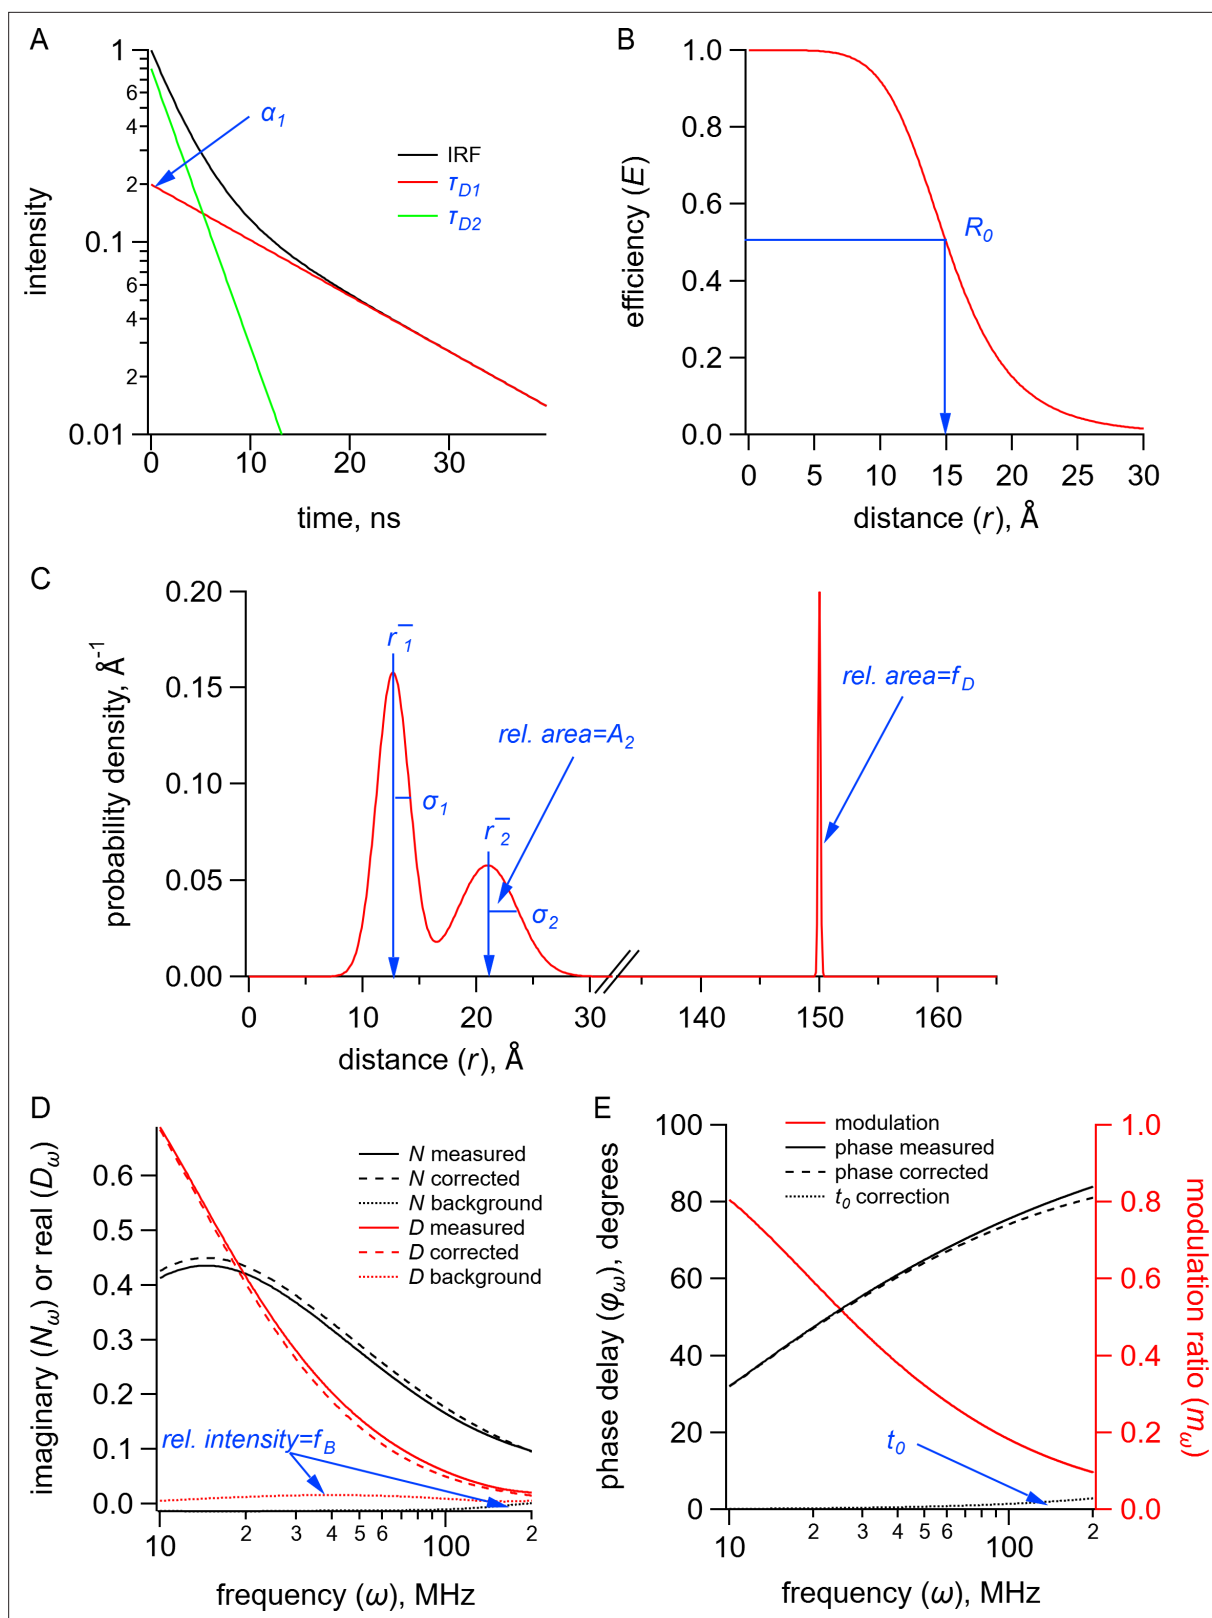 A
1
6
4
2
0.1
6
4
2
0.01
0
10
20
30
intensity
time, ns
α1
IRF
τD1
τD2
B
1.0
0.8
0.6
0.4
0.2
0.0
0
5
10
15
20
25
30
efficiency (E)
distance (r), Å
R0
C
0.20
0.15
0.10
0.05
0.00
0
10
20
30
140
150
160
probability density, Å-1
distance (r), Å
r̅1
σ1
rel. area=A2
r̅2
σ2
rel. area=fD
D
0.6
0.5
0.4
0.3
0.2
0.1
0.0
10
2
3
4
5
6
100
2
imaginary (Nω) or real (Dω)
frequency (ω), MHz
N measured
N corrected
N background
D measured
D corrected
D background
rel. intensity=fB
E
100
80
60
40
20
0
1.0
0.8
0.6
0.4
0.2
0.0
10
2
3
4
5
6
100
2
phase delay (φω), degrees
modulation ratio (mω)
frequency (ω), MHz
modulation
phase measured
phase corrected
t0 correction
t0